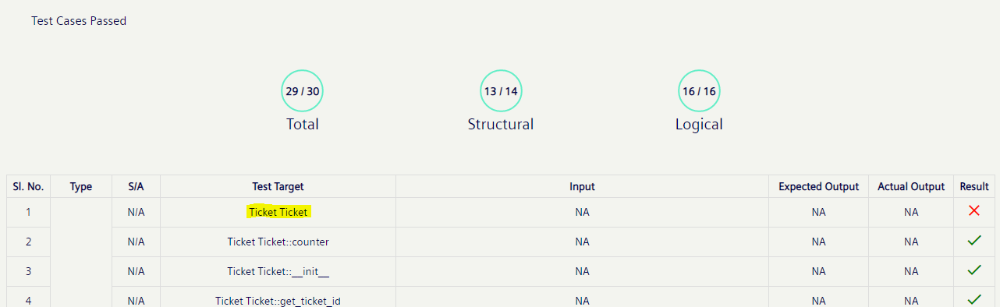 Test Cases Passed
29 / 30
13 / 14
16 / 16
Total
Structural
Logical
Sl. No. Type S/A Test Target Input Expected Output Actual Output Result
1 N/A Ticket Ticket NA NA NA
2 N/A Ticket Ticket::counter NA NA NA
3 N/A Ticket Ticket::__init__ NA NA NA
4 N/A Ticket Ticket::get_ticket_id NA NA NA